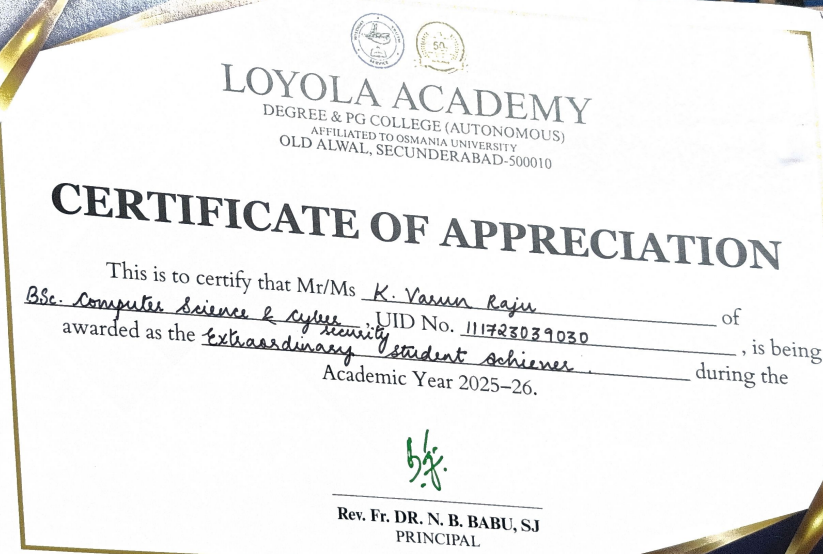 50
LOYOLA ACADEMY
DEGREE & PG COLLEGE (AUTONOMOUS)
AFFILIATED TO OSMANIA UNIVERSITY
OLD ALWAL, SECUNDERABAD-500010
CERTIFICATE OF APPRECIATION
This is to certify that Mr/Ms K. Varun Raju of
BSc. Computer Science & Cyber security UID No. 111723039030, is being
awarded as the Extraordinary student achiever. during the
Academic Year 2025–26.
Rev. Fr. DR. N. B. BABU, SJ
PRINCIPAL